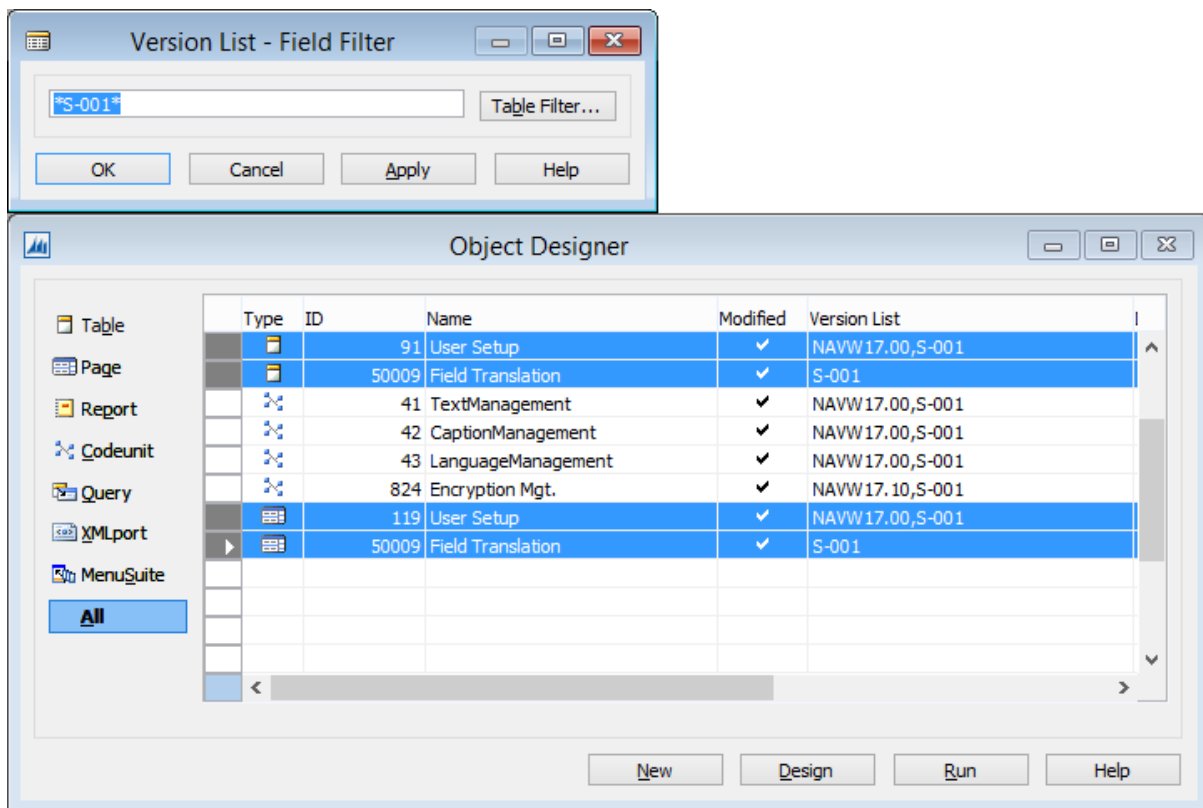 Version List - Field Filter
*S-001*
Table Filter...
OK Cancel Apply Help
Object Designer
Table
Page
Report
Codeunit
Query
XMLport
MenuSuite
All
Type ID Name Modified Version List
91 User Setup NAVW17.00,S-001
50009 Field Translation S-001
41 TextManagement NAVW17.00,S-001
42 CaptionManagement NAVW17.00,S-001
43 LanguageManagement NAVW17.00,S-001
824 Encryption Mgt. NAVW17.10,S-001
119 User Setup NAVW17.00,S-001
50009 Field Translation S-001
New Design Run Help